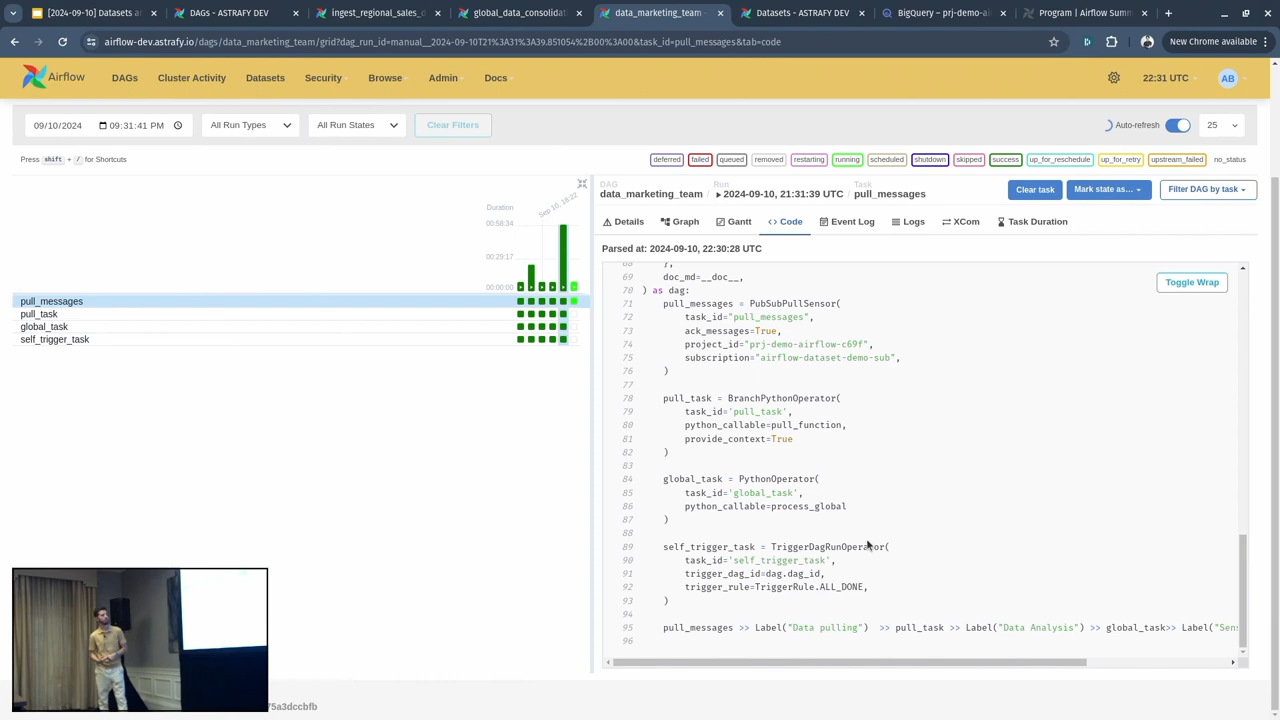 [2024-09] Datasets ar
DAGs - ASTRAFY DEV
ingest_regional_sales_d
global_data_consolidat
data_marketing_team -
Datasets - ASTRAFY DEV
BigQuery – prj-demo-ai
Program | Airflow Summ
airflow-dev.astrafy.io/dags/data_marketing_team/grid?dag_run_id=manual__2024-09-10T21%3A31%3A39.851054%2B00%3A00&task_id=pull_messages&tab=code
New Chrome available
Airflow
DAGs
Cluster Activity
Datasets
Security
Browse
Admin
Docs
22:31 UTC
AB
09/10/2024 09:31:41 PM
All Run Types
All Run States
Clear Filters
Auto-refresh
25
Press shift + / for Shortcuts
deferred failed queued removed restarting running scheduled shutdown skipped success up_for_reschedule up_for_retry upstream_failed no_status
DAG
data_marketing_team
Run
2024-09-10, 21:31:39 UTC
Task
pull_messages
Clear task
Mark state as…
Filter DAG by task
Details
Graph
Gantt
<> Code
Event Log
Logs
XCom
Task Duration
Duration
Sep 10, 18:22
00:58:34
00:29:17
00:00:00
pull_messages
pull_task
global_task
self_trigger_task
Parsed at: 2024-09-10, 22:30:28 UTC
Toggle Wrap
68 },
69 doc_md=__doc__,
70 ) as dag:
71 pull_messages = PubSubPullSensor(
72 task_id="pull_messages",
73 ack_messages=True,
74 project_id="prj-demo-airflow-c69f",
75 subscription="airflow-dataset-demo-sub",
76 )
77
78 pull_task = BranchPythonOperator(
79 task_id='pull_task',
80 python_callable=pull_function,
81 provide_context=True
82 )
83
84 global_task = PythonOperator(
85 task_id='global_task',
86 python_callable=process_global
87 )
88
89 self_trigger_task = TriggerDagRunOperator(
90 task_id='self_trigger_task',
91 trigger_dag_id=dag.dag_id,
92 trigger_rule=TriggerRule.ALL_DONE,
93 )
94
95 pull_messages >> Label("Data pulling") >> pull_task >> Label("Data Analysis") >> global_task>> Label("Sens
96
75a3dccbfb